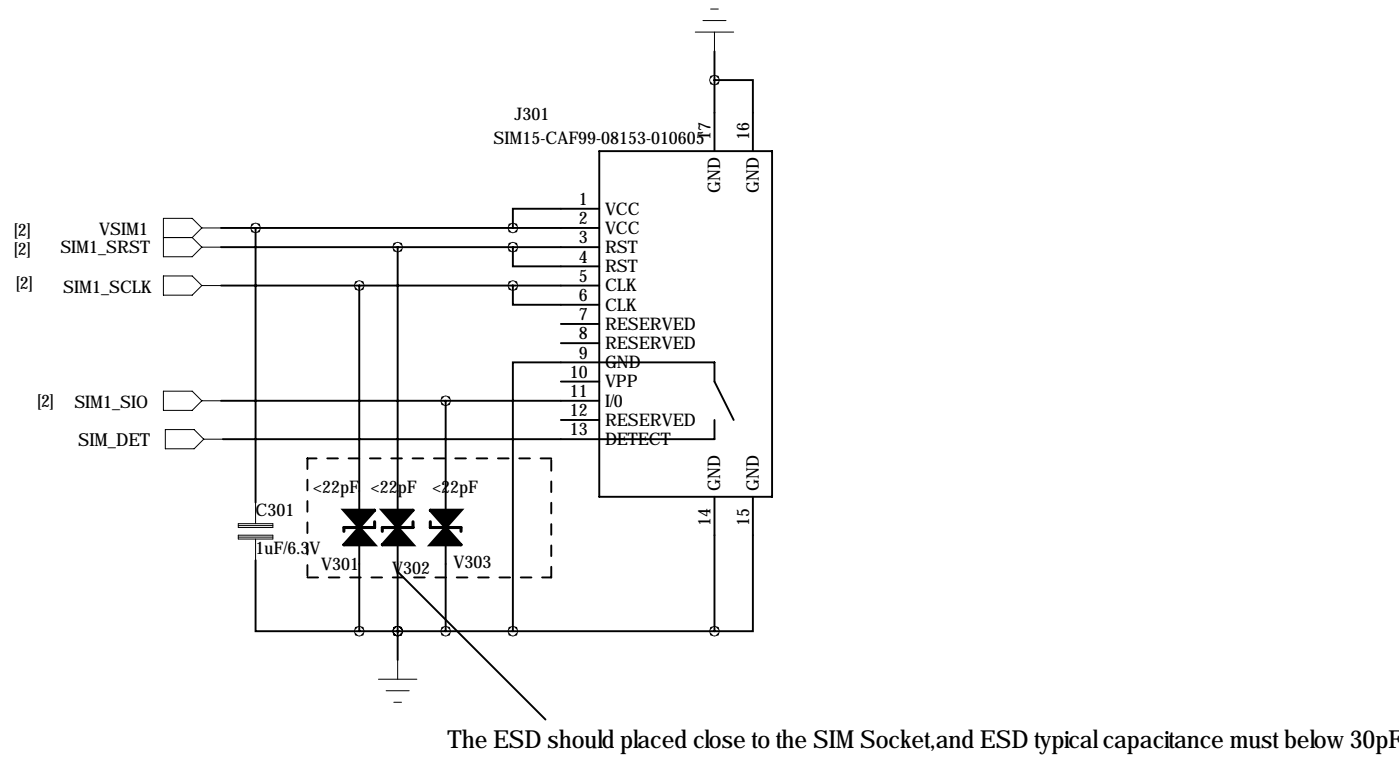 J301
SIM15-CAF99-08153-010605
17
16
GND
GND
1
VCC
2
VCC
[2]
VSIM1
3
RST
[2]
SIM1_SRST
4
RST
5
CLK
[2]
SIM1_SCLK
6
CLK
7
RESERVED
8
RESERVED
9
GND
10
VPP
11
I/0
[2]
SIM1_SIO
12
RESERVED
13
DETECT
SIM_DET
GND
GND
14
15
<22pF
<22pF
<22pF
C301
1uF/6.3V
V301
V302
V303
The ESD should placed close to the SIM Socket,and ESD typical capacitance must below 30pF